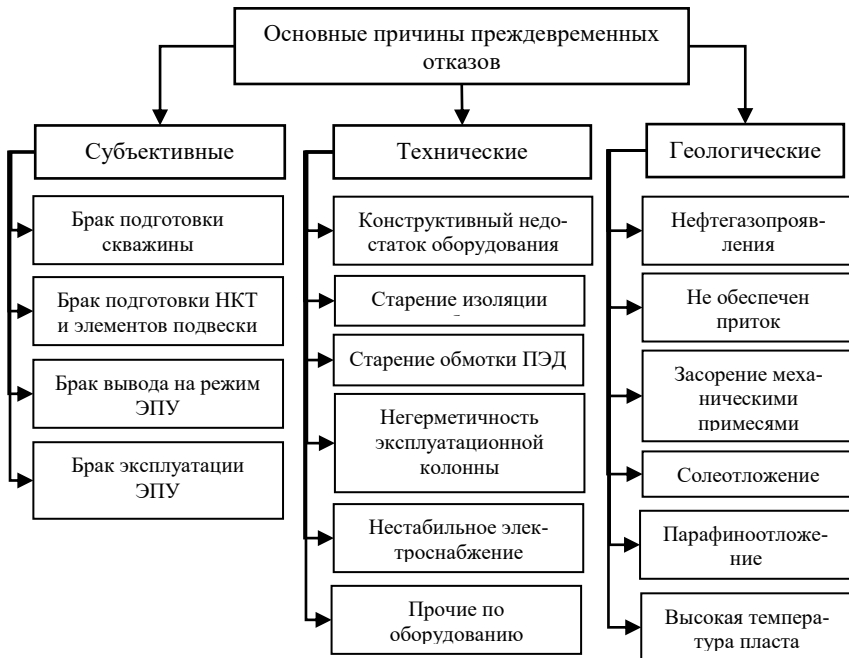 Основные причины преждевременных
отказов
Субъективные
Брак подготовки
скважины
Брак подготовки НКТ
и элементов подвески
Брак вывода на режим
ЭПУ
Брак эксплуатации
ЭПУ
Технические
Конструктивный недо-
статок оборудования
Старение изоляции
Старение обмотки ПЭД
Негерметичность
эксплуатационной
колонны
Нестабильное элек-
троснабжение
Прочие по
оборудованию
Геологические
Нефтегазопрояв-
ления
Не обеспечен
приток
Засорение меха-
ническими
примесями
Солеотложение
Парафиноотложе-
ние
Высокая темпера-
тура пласта